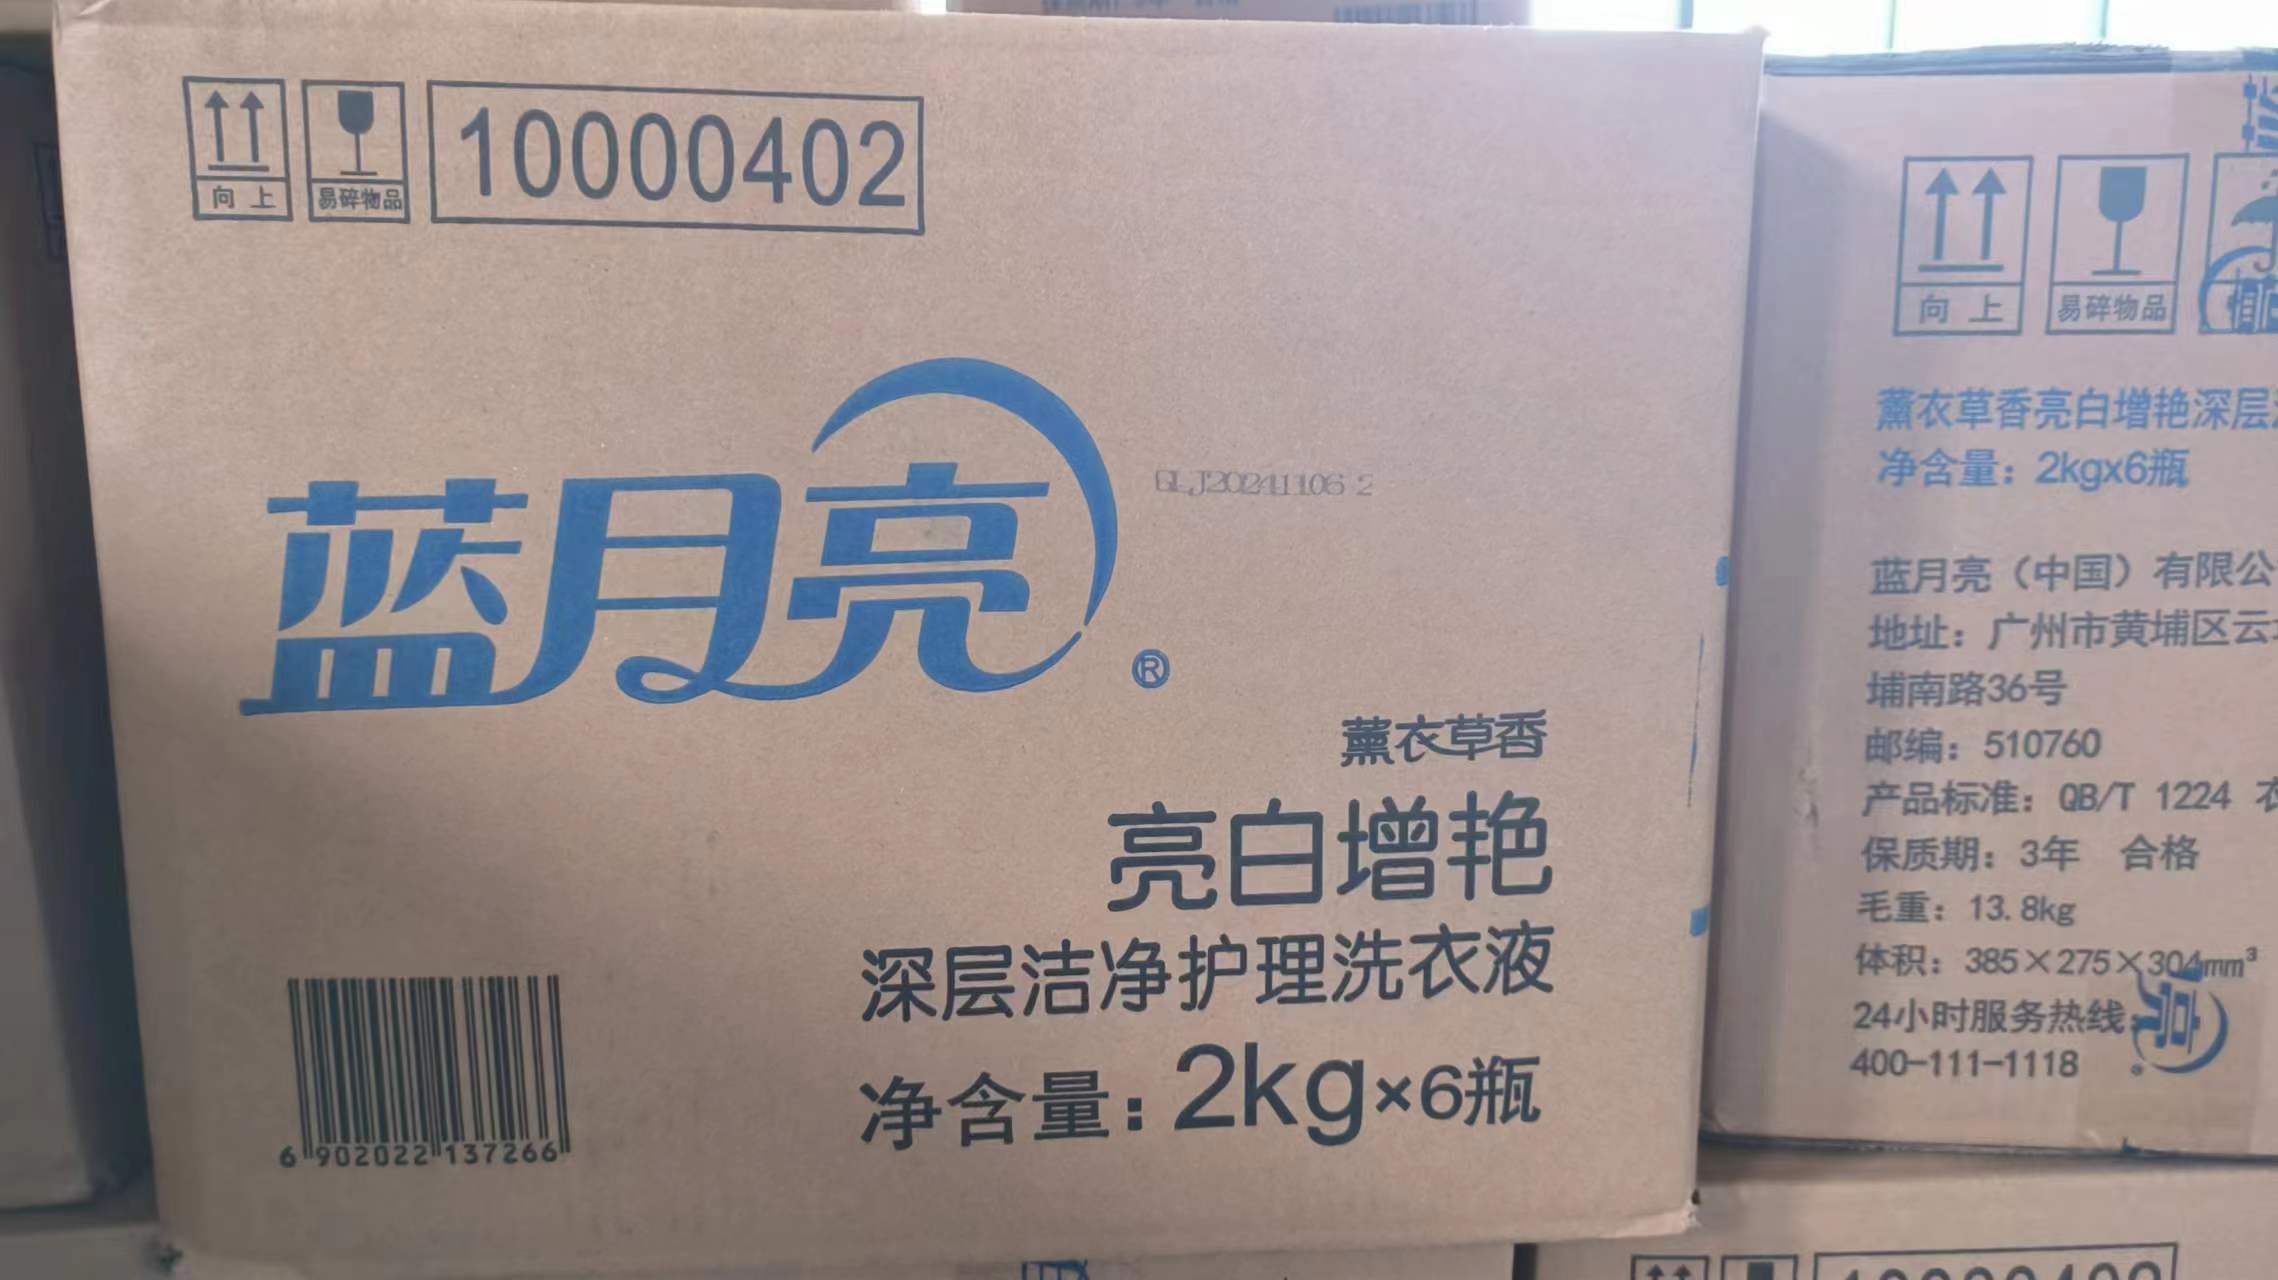 向上
易碎物品
10000402
蓝月亮®
GLJ20241106 2
薰衣草香
亮白增艳
深层洁净护理洗衣液
净含量:2kg×6瓶
6 902022 137266
向上
易碎物品
薰衣草香亮白增艳深层
净含量:2kgx6瓶
蓝月亮(中国)有限公
地址:广州市黄埔区云
埔南路36号
邮编:510760
产品标准:QB/T 1224
保质期:3年 合格
毛重:13.8kg
体积:385×275×304mm³
24小时服务热线:
400-111-1118
亮
10000402